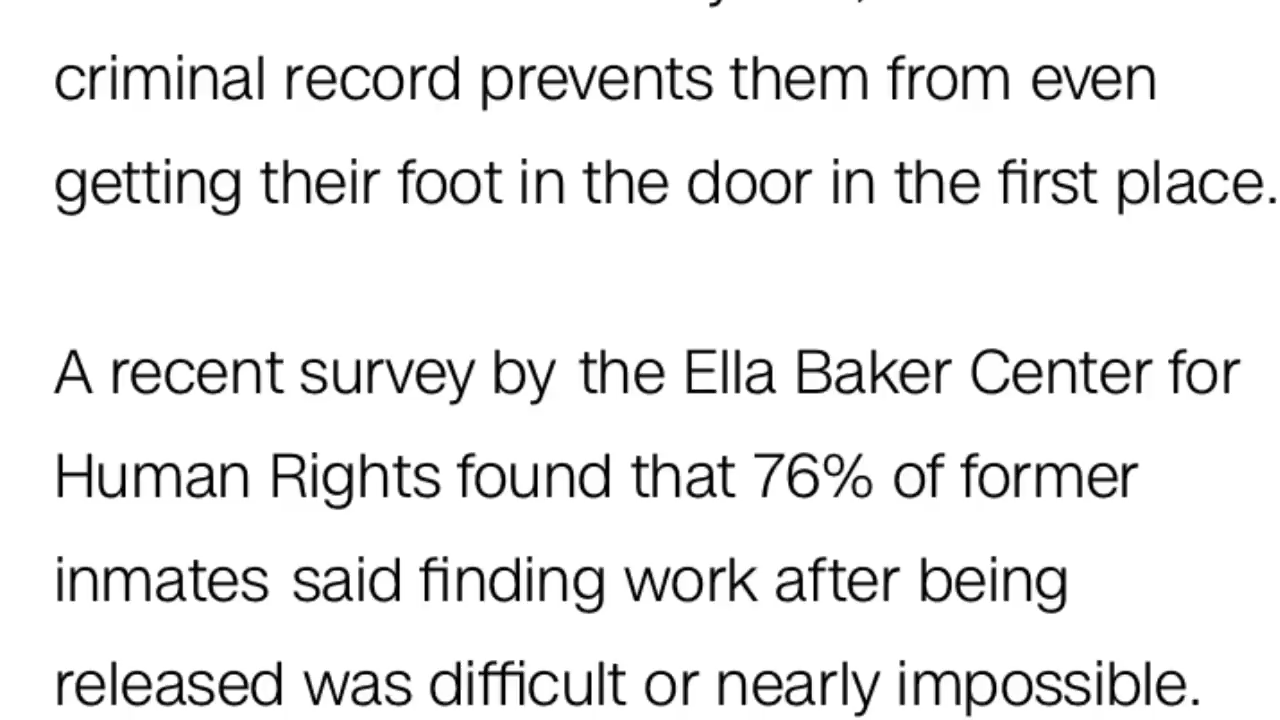 criminal record prevents them from even
getting their foot in the door in the first place.
A recent survey by the Ella Baker Center for
Human Rights found that 76% of former
inmates said finding work after being
released was difficult or nearly impossible.